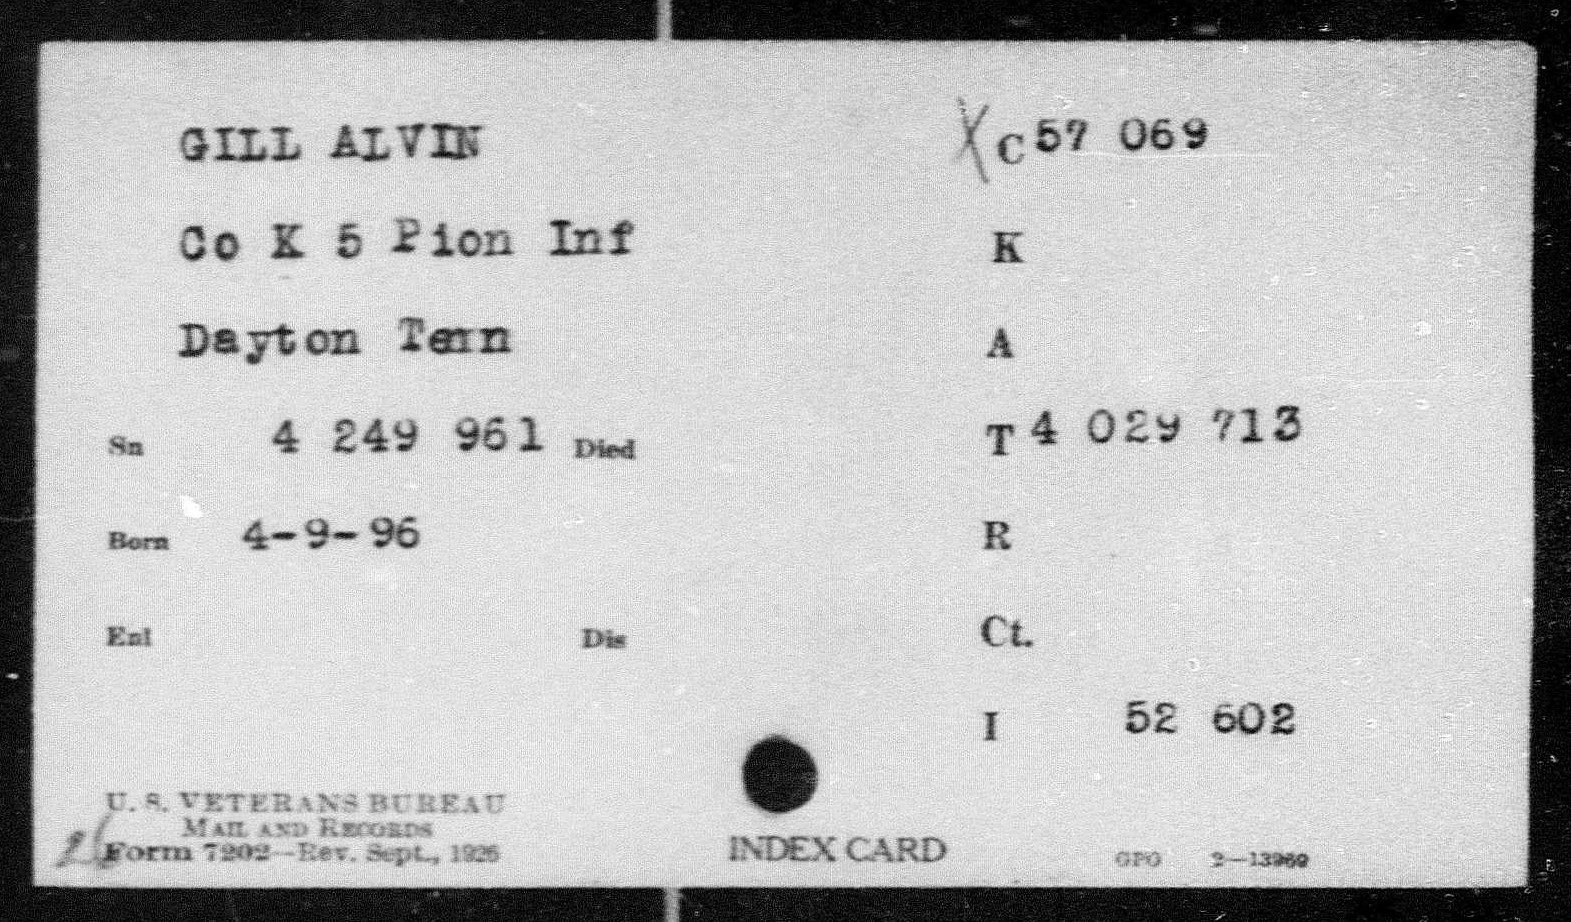 GILL ALVIN
X C 57 069
Co K 5 Pion Inf
K
Dayton Tenn
A
Sn 4 249 961 Died
T 4 029 713
Born 4-9-96
R
Enl Dis
Ct.
I 52 602
U. S. VETERANS BUREAU
MAIL AND RECORDS
Form 7202—Rev. Sept., 1926
INDEX CARD
GPO 2—13960